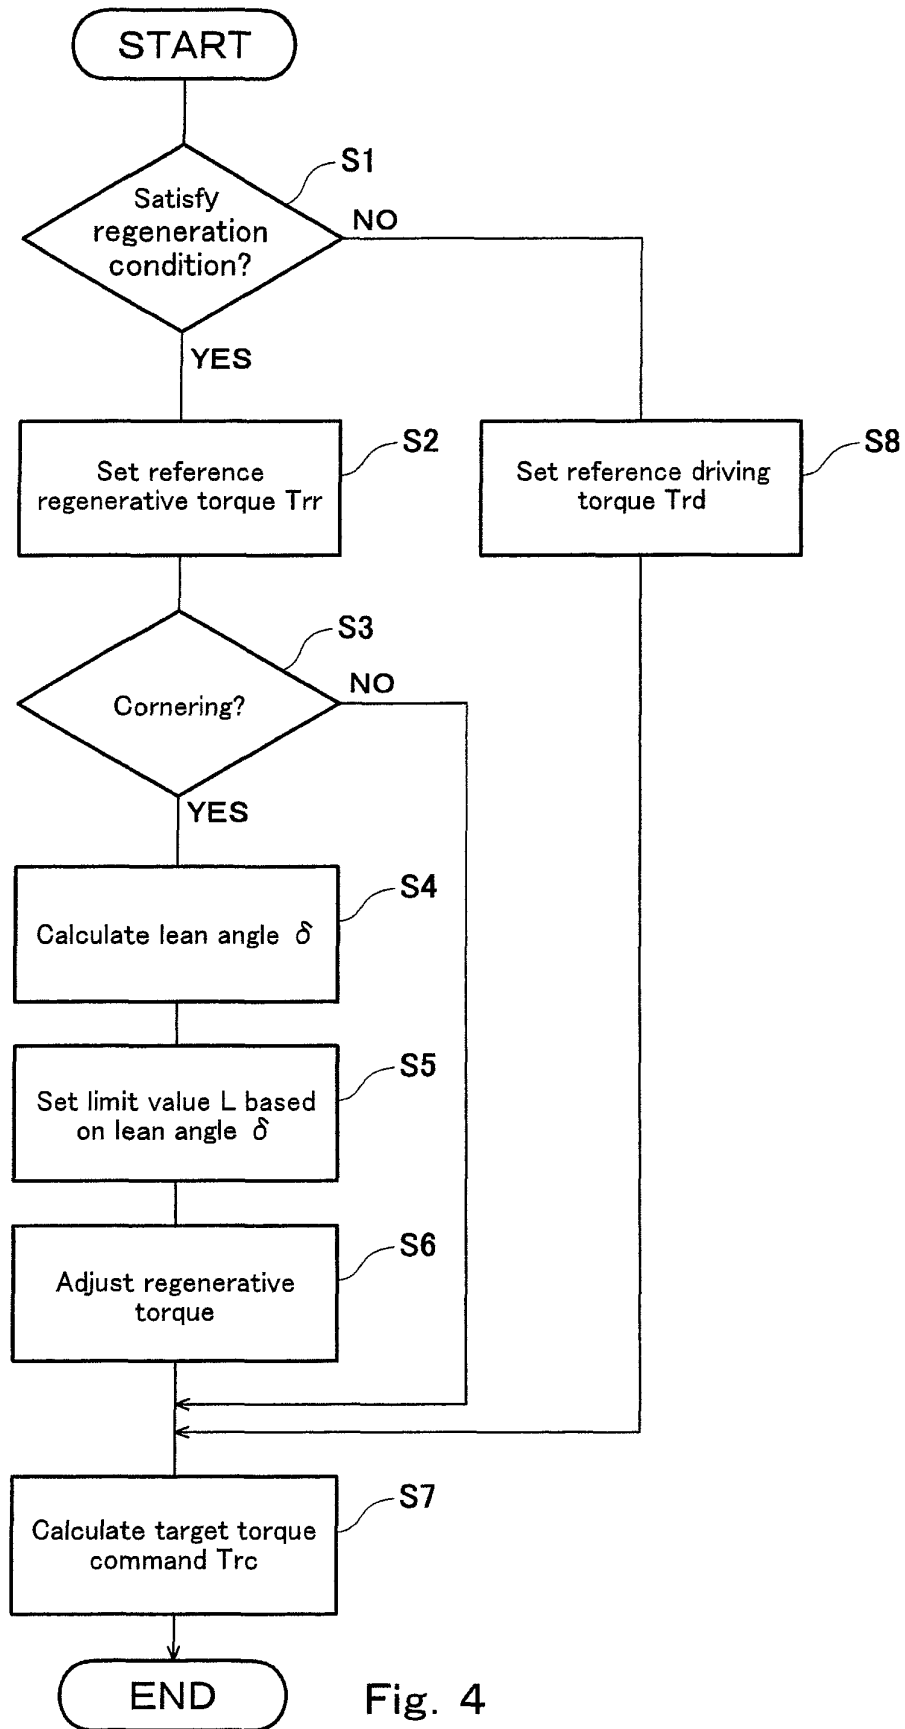 START
S1
Satisfy
regeneration
condition?
NO
YES
S2
Set reference
regenerative torque Trr
S8
Set reference driving
torque Trd
S3
Cornering?
NO
YES
S4
Calculate lean angle δ
S5
Set limit value L based
on lean angle δ
S6
Adjust regenerative
torque
S7
Calculate target torque
command Trc
END
Fig. 4